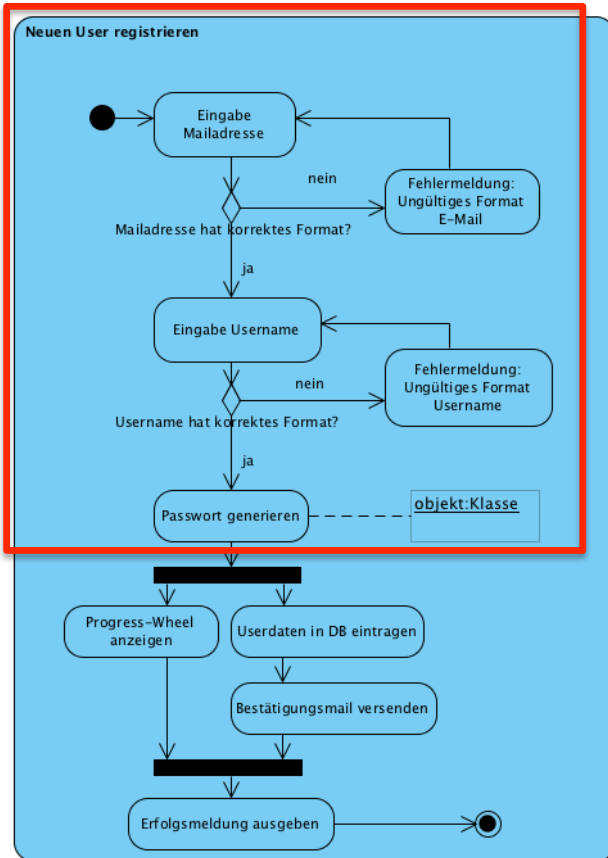 Neuen User registrieren
Eingabe
Mailadresse
nein
Fehlermeldung:
Ungültiges Format
E-Mail
Mailadresse hat korrektes Format?
ja
Eingabe Username
nein
Fehlermeldung:
Ungültiges Format
Username
Username hat korrektes Format?
ja
Passwort generieren
objekt:Klasse
Progress-Wheel
anzeigen
Userdaten in DB eintragen
Bestätigungsmail versenden
Erfolgsmeldung ausgeben